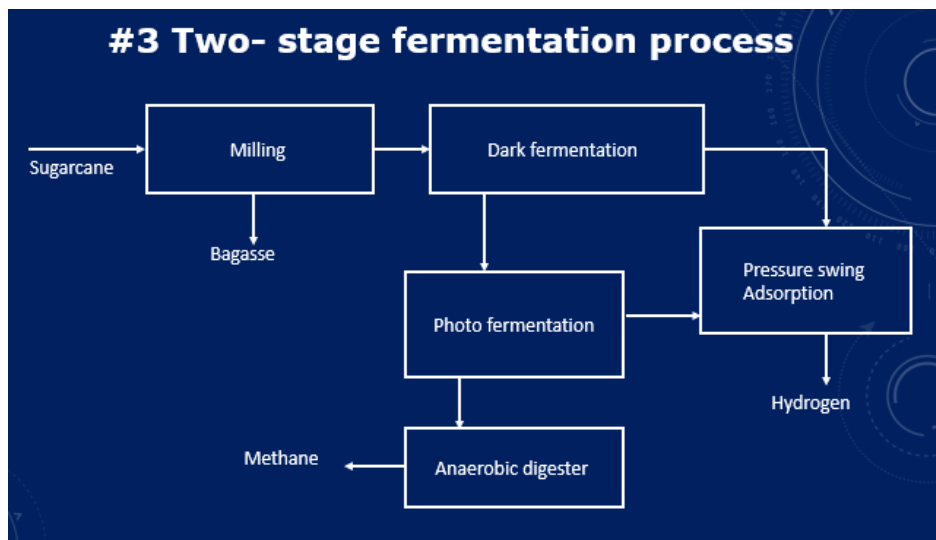 #3 Two- stage fermentation process
Milling
Dark fermentation
Sugarcane
Bagasse
Pressure swing
Adsorption
Photo fermentation
Hydrogen
Methane
Anaerobic digester